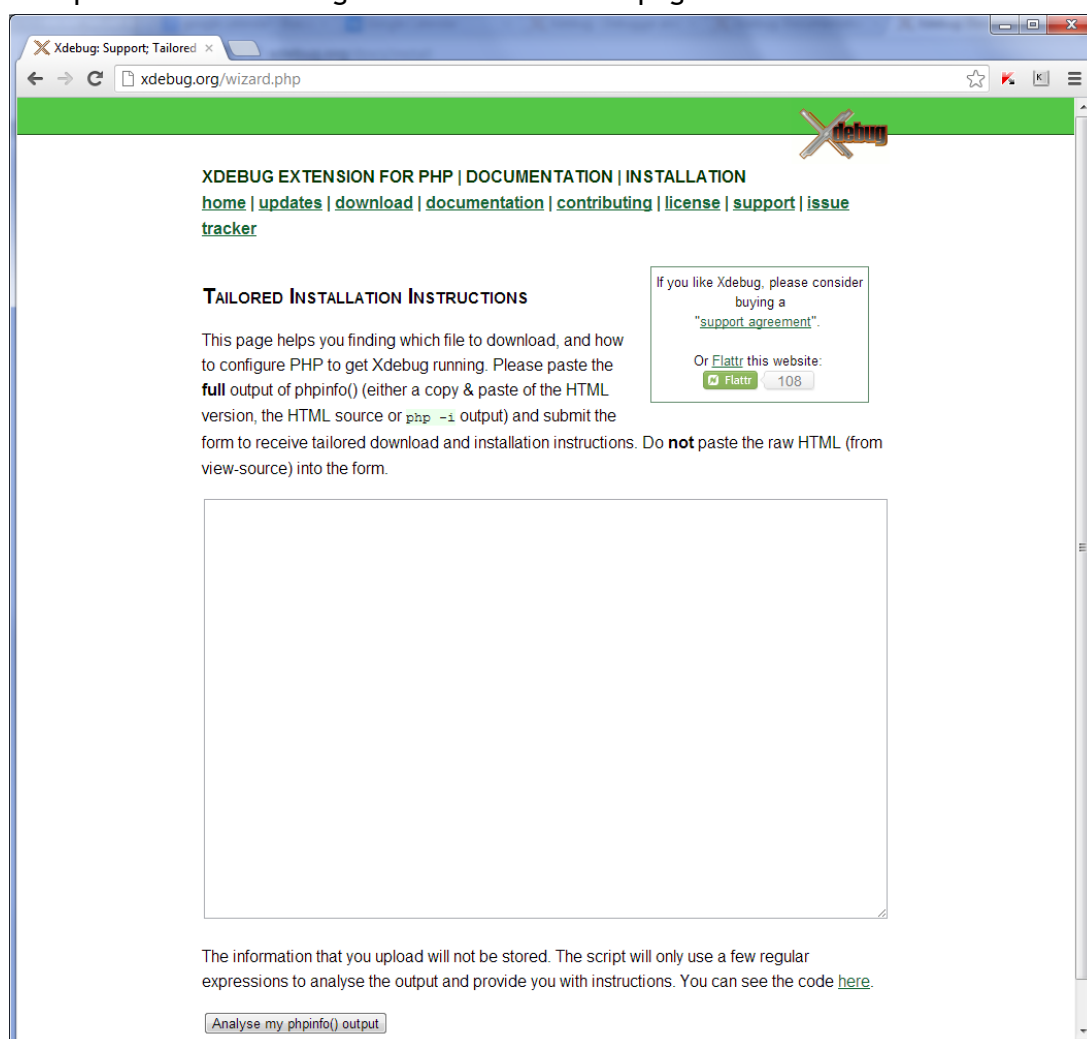 Xdebug: Support; Tailored
xdebug.org/wizard.php
Xdebug
XDEBUG EXTENSION FOR PHP | DOCUMENTATION | INSTALLATION
home | updates | download | documentation | contributing | license | support | issue
tracker
TAILORED INSTALLATION INSTRUCTIONS
If you like Xdebug, please consider
buying a
"support agreement".
Or Flattr this website:
Flattr 108
This page helps you finding which file to download, and how
to configure PHP to get Xdebug running. Please paste the
full output of phpinfo() (either a copy & paste of the HTML
version, the HTML source or php -i output) and submit the
form to receive tailored download and installation instructions. Do not paste the raw HTML (from
view-source) into the form.
The information that you upload will not be stored. The script will only use a few regular
expressions to analyse the output and provide you with instructions. You can see the code here.
Analyse my phpinfo() output